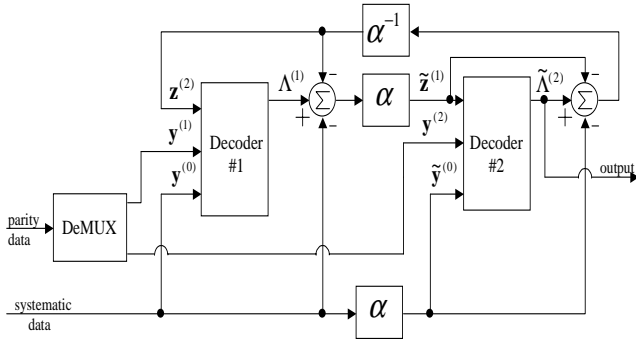 α⁻¹
z⁽²⁾
Λ⁽¹⁾
−
Σ
+
−
α
z̃⁽¹⁾
Λ̃⁽²⁾
−
Σ
+
−
y⁽¹⁾
Decoder
#1
y⁽²⁾
Decoder
#2
y⁽⁰⁾
ỹ⁽⁰⁾
output
parity
data
DeMUX
systematic
data
α